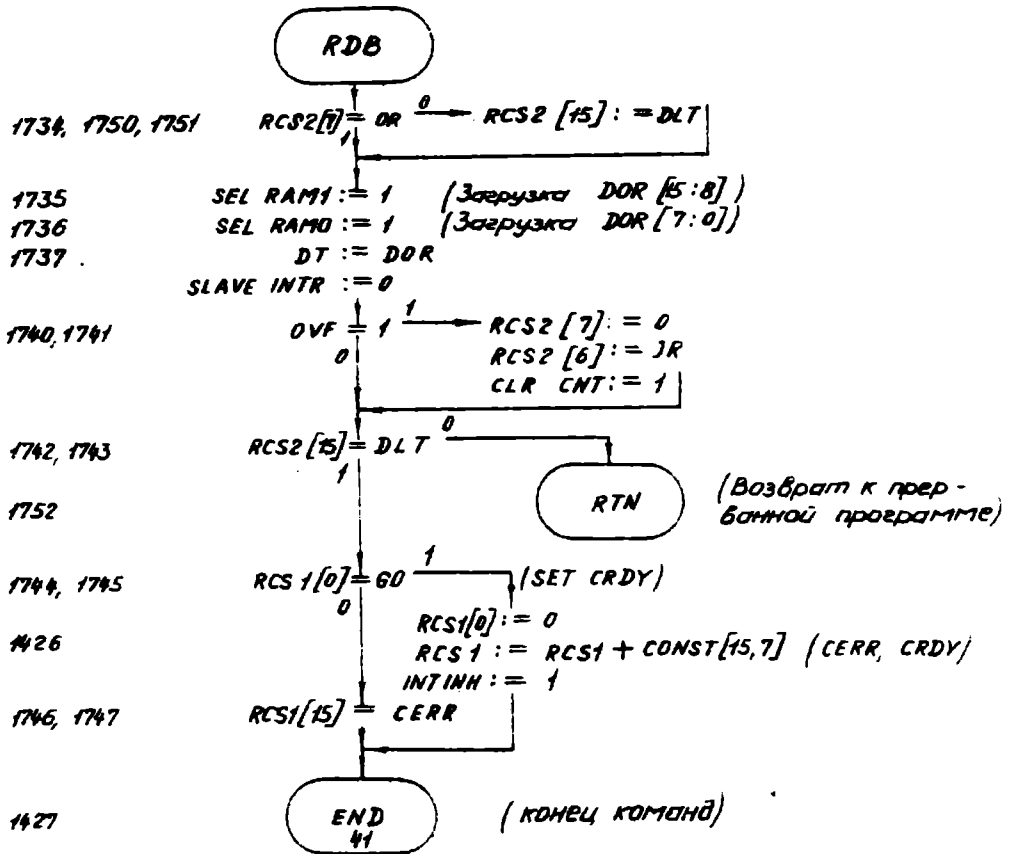 RDB
1734, 1750, 1751 RCS2[7] = OR 0 RCS2 [15] := DLT
1
1735 SEL RAM1 := 1 (Загрузка DOR [15:8])
1736 SEL RAM0 := 1 (Загрузка DOR [7:0])
1737 . DT := DOR
SLAVE INTR := 0
1740, 1741 OVF = 1 1 RCS2 [7] := 0
0 RCS2 [6] := JR
CLR CNT := 1
1742, 1743 RCS2 [15] = DLT 0
1
1752 RTN (Возврат к прер-
ванной программе)
1744, 1745 RCS 1[0] = GO 1 (SET CRDY)
0 RCS1[0] := 0
1426 RCS1 := RCS1 + CONST[15,7] (CERR, CRDY)
INT INH := 1
1746, 1747 RCS1[15] = CERR
1427 END (конец команд)
41